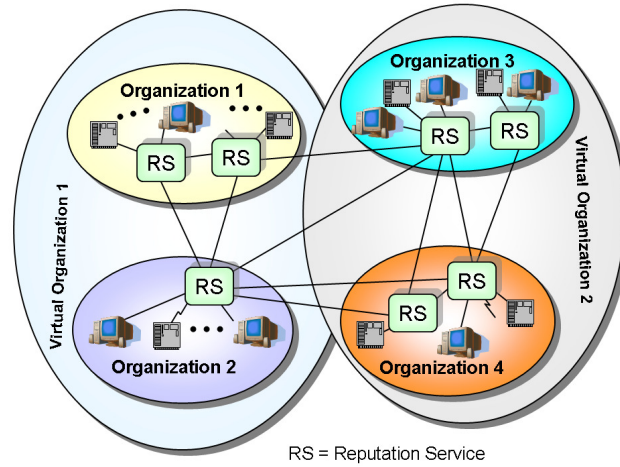 Organization 1
RS
RS
Organization 3
RS
RS
Virtual Organization 1
Virtual Organization 2
RS
Organization 2
RS
RS
Organization 4
RS = Reputation Service